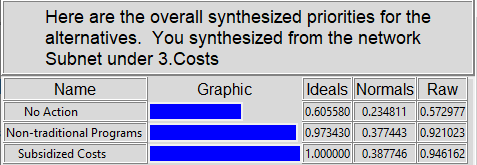 Here are the overall synthesized priorities for the
alternatives. You synthesized from the network
Subnet under 3.Costs
Name Graphic Ideals Normals Raw
No Action 0.605580 0.234811 0.572977
Non-traditional Programs 0.973430 0.377443 0.921023
Subsidized Costs 1.000000 0.387746 0.946162